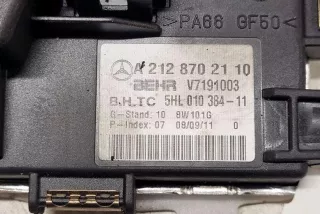 >PA66 GF50<
A 212 870 21 10
BEHR V7191003
B.H.TC 5HL 010 384-11
Q-Stand: 10 6W101G
P-Index: 07 08/09/11 0